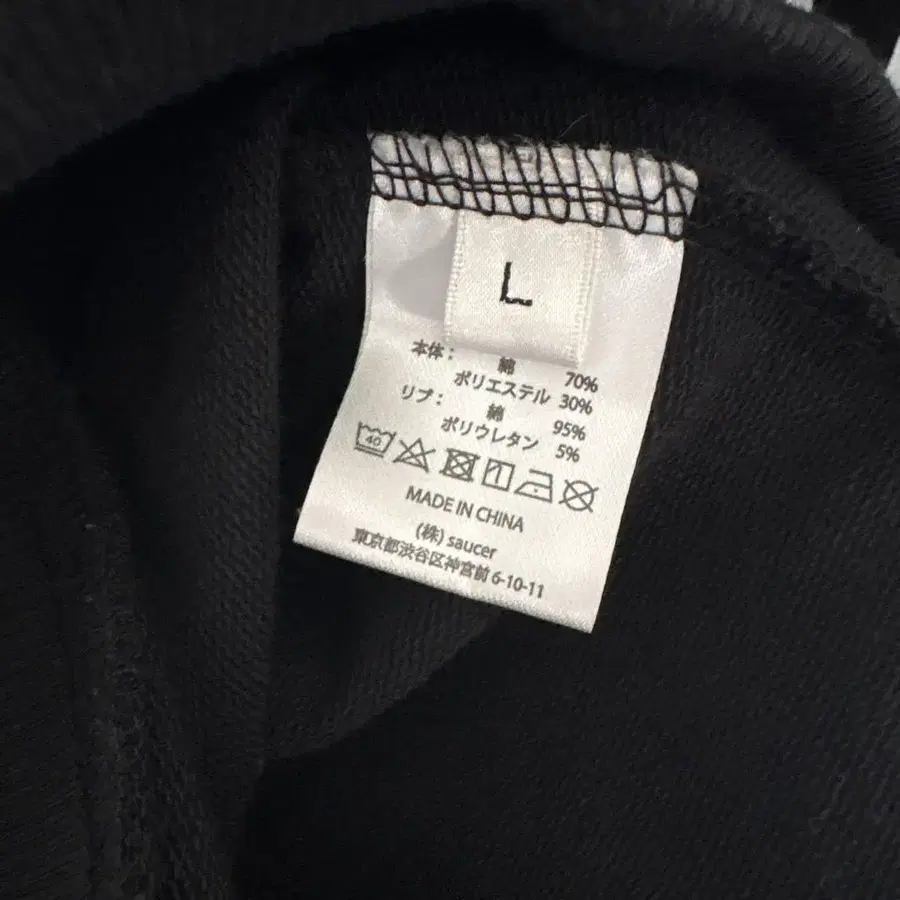 L
本体： 綿 70%
ポリエステル 30%
リブ： 綿 95%
ポリウレタン 5%
40
MADE IN CHINA
(株) saucer
東京都渋谷区神宮前 6-10-11